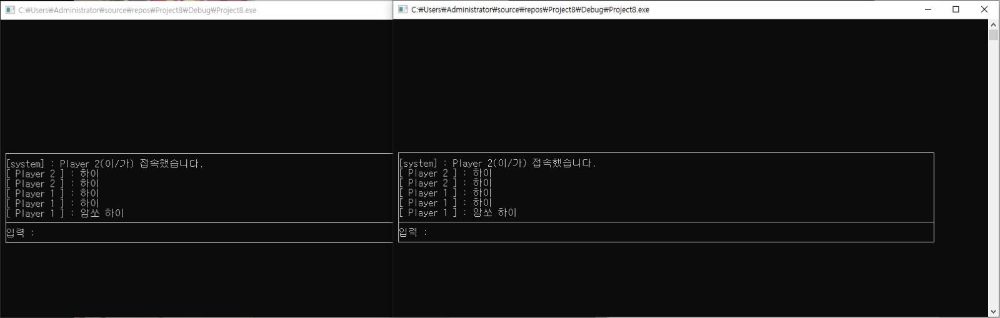 C:₩Users₩Administrator₩source₩repos₩Project8₩Debug₩Project8.exe
[system] : Player 2(이/가) 접속했습니다.
[ Player 2 ] : 하이
[ Player 2 ] : 하이
[ Player 1 ] : 하이
[ Player 1 ] : 하이
[ Player 1 ] : 암쏘 하이
입력 :
C:₩Users₩Administrator₩source₩repos₩Project8₩Debug₩Project8.exe
[system] : Player 2(이/가) 접속했습니다.
[ Player 2 ] : 하이
[ Player 2 ] : 하이
[ Player 1 ] : 하이
[ Player 1 ] : 하이
[ Player 1 ] : 암쏘 하이
입력 :